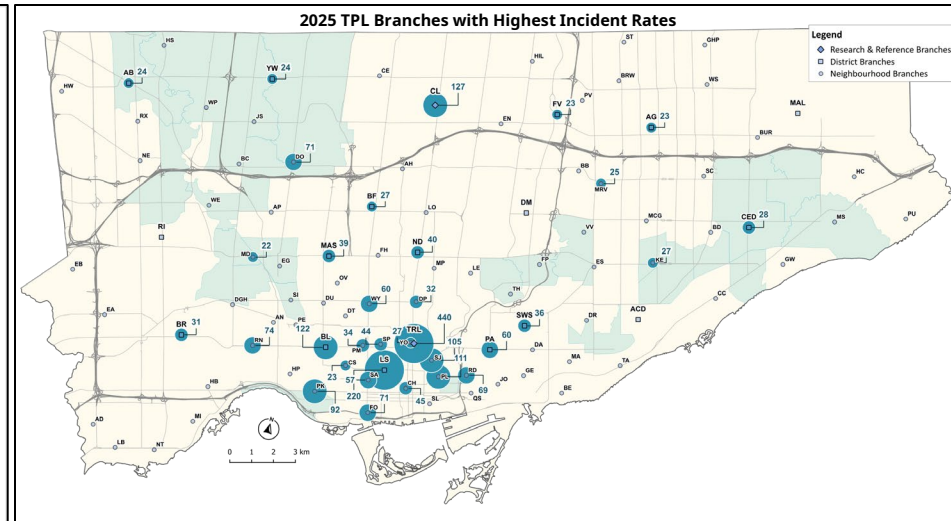 2025 TPL Branches with Highest Incident Rates
Legend
Research & Reference Branches
District Branches
Neighbourhood Branches
HS
ST
GHP
HIL
CE
AB 24
YW 24
BRW
WS
HW
WP
CL 127
FV 23
PV
MAL
RX
JS
EN
AG 23
BUR
NE
BC
DO 71
AH
BB
SC
HC
MRV 25
WE
AP
BF 27
LO
DM
MCG
BD
CED 28
MS
PU
RI
VV
MD 22
EG
MAS 39
FH
ND 40
MP
LE
FP
ES
KE 27
GW
EB
OV
TH
DGH
SI
DU
DT
WY 60
DP 32
CC
EA
AN
PE
SWS 36
DR
ACD
BR 31
RN 74
122
BL
34
44
PM
SP
27
TRL
YO
440
105
PA 60
DA
MA
TA
CS
23
LS
SJ
111
HP
SA
57
220
PL
RD
69
GE
JO
BE
HB
PK
92
CH
45
SL
QS
AD
MI
FO 71
LB
NT
N
0 1 2 3 km